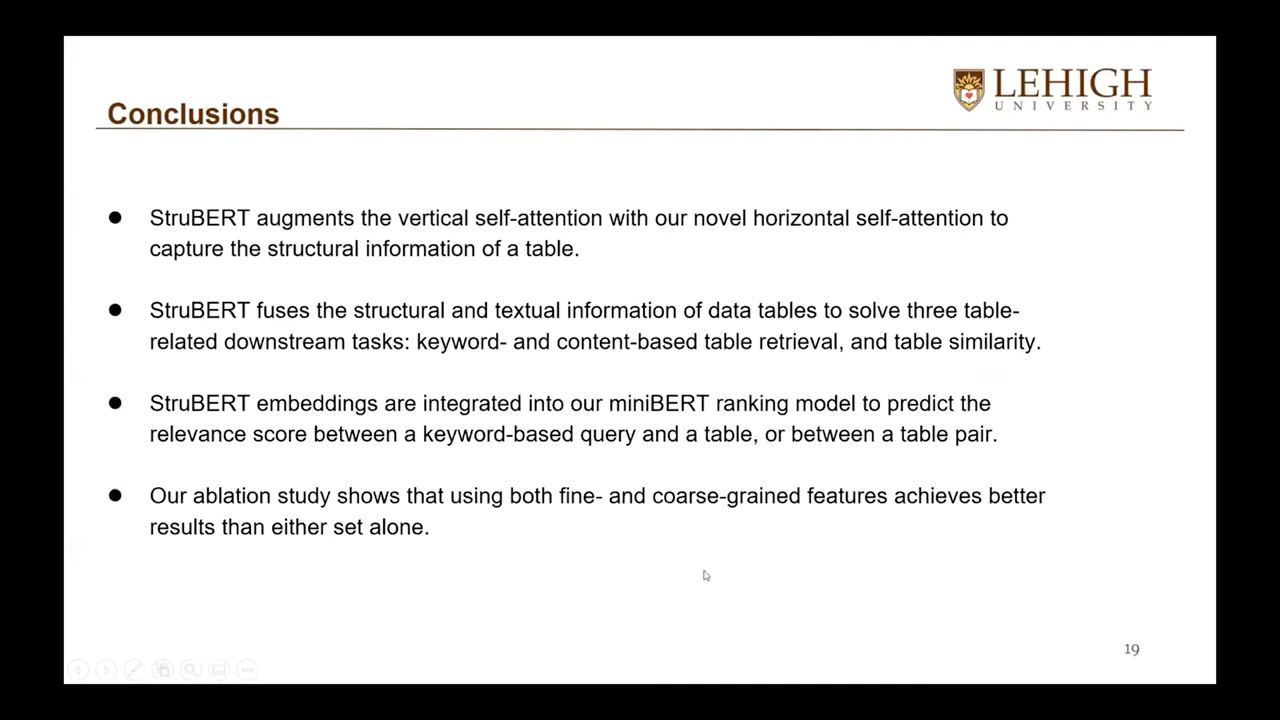 LEHIGH
UNIVERSITY
Conclusions
● StruBERT augments the vertical self-attention with our novel horizontal self-attention to
capture the structural information of a table.
● StruBERT fuses the structural and textual information of data tables to solve three table-
related downstream tasks: keyword- and content-based table retrieval, and table similarity.
● StruBERT embeddings are integrated into our miniBERT ranking model to predict the
relevance score between a keyword-based query and a table, or between a table pair.
● Our ablation study shows that using both fine- and coarse-grained features achieves better
results than either set alone.
19